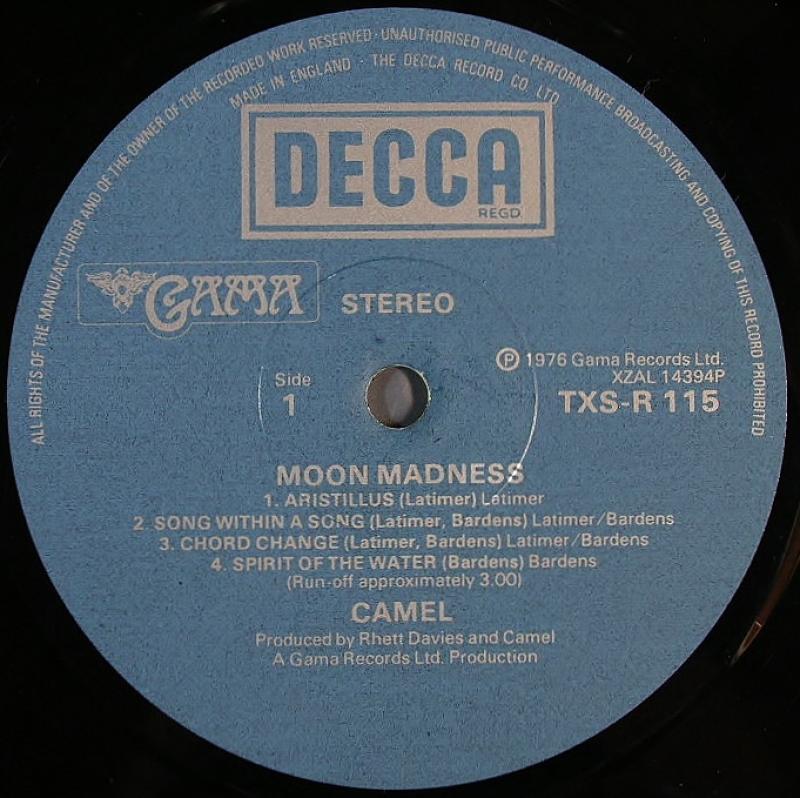 ALL RIGHTS OF THE MANUFACTURER AND OF THE OWNER OF THE RECORDED WORK RESERVED · UNAUTHORISED PUBLIC PERFORMANCE BROADCASTING AND COPYING OF THIS RECORD PROHIBITED
MADE IN ENGLAND · THE DECCA RECORD CO. LTD.
DECCA
REGD.
GAMA
STEREO
℗ 1976 Gama Records Ltd.
XZAL 14394P
TXS-R 115
Side
1
MOON MADNESS
1. ARISTILLUS (Latimer) Latimer
2. SONG WITHIN A SONG (Latimer, Bardens) Latimer/Bardens
3. CHORD CHANGE (Latimer, Bardens) Latimer/Bardens
4. SPIRIT OF THE WATER (Bardens) Bardens
(Run-off approximately 3.00)
CAMEL
Produced by Rhett Davies and Camel
A Gama Records Ltd. Production